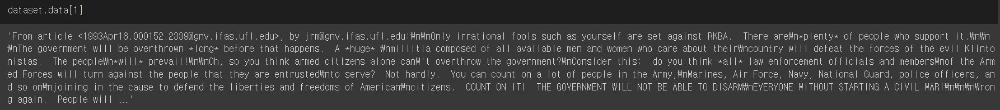 dataset.data[1]
'From article <1993Apr18.000152.2339@gnv.ifas.ufl.edu>, by jrm@gnv.ifas.ufl.edu:₩n₩nOnly irrational fools such as yourself are set against RKBA.  There are₩n*plenty* of people who support it.₩n₩n
₩nThe government will be overthrown *long* before that happens.  A *huge* ₩nmillitia composed of all available men and women who care about their₩ncountry will defeat the forces of the evil Klinto
nistas.  The people₩n*will* prevail!₩n₩nOh, so you think armed citizens alone can₩'t overthrow the government?₩nConsider this:  do you think *all* law enforcement officials and members₩nof the Arm
ed Forces will turn against the people that they are entrusted₩nto serve?  Not hardly.  You can count on a lot of people in the Army,₩nMarines, Air Force, Navy, National Guard, police officers, an
d so on₩njoining in the cause to defend the liberties and freedoms of American₩ncitizens.  COUNT ON IT!  THE GOVERNMENT WILL NOT BE ABLE TO DISARM₩nEVERYONE WITHOUT STARTING A CIVIL WAR!₩n₩n₩nWron
g again.  People will ...'